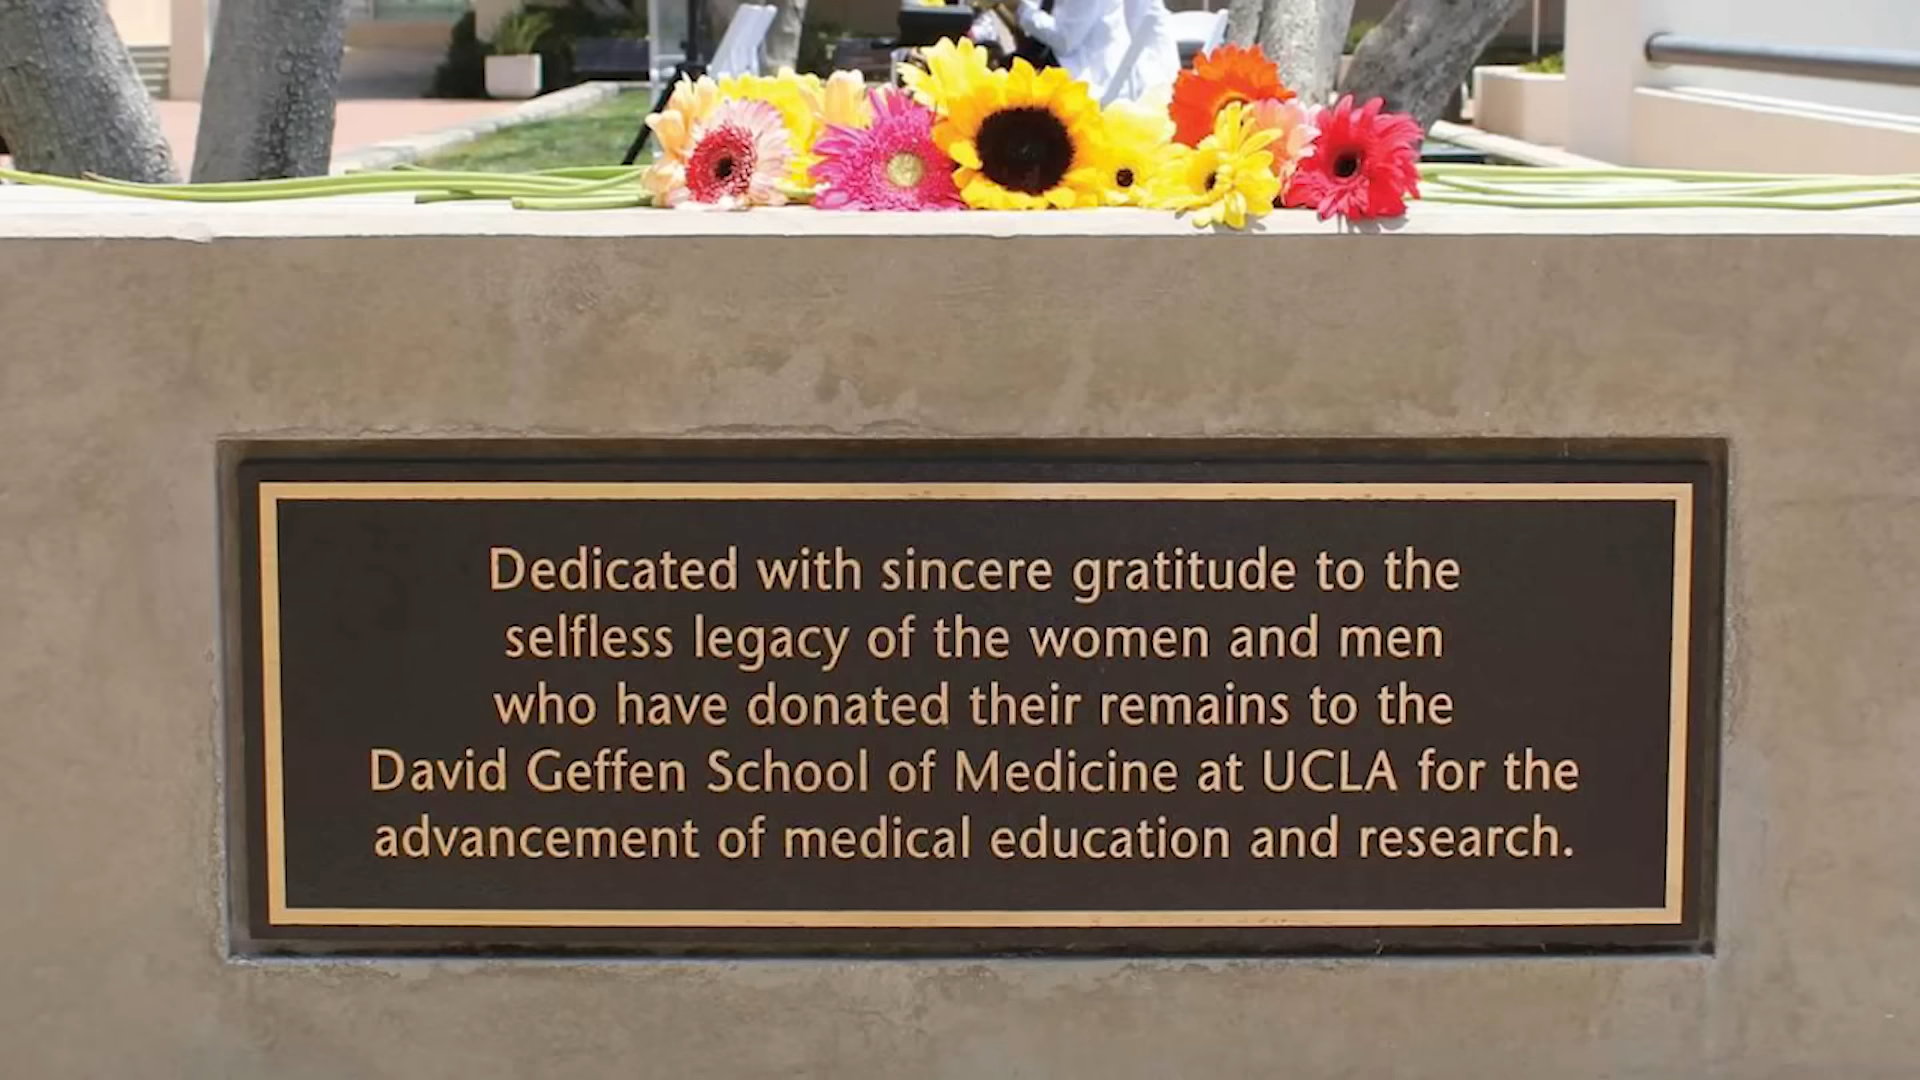 Dedicated with sincere gratitude to the
selfless legacy of the women and men
who have donated their remains to the
David Geffen School of Medicine at UCLA for the
advancement of medical education and research.